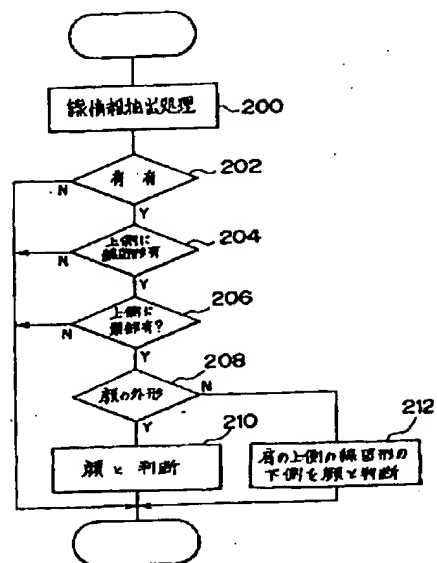 線情報抽出処理
200
202
肩 有
N
Y
204
上側に
線図形有
N
Y
206
上側に
頭部有?
N
Y
208
顔の外形
N
Y
210
顔と判断
212
肩の上側の線図形の
下側を顔と判断